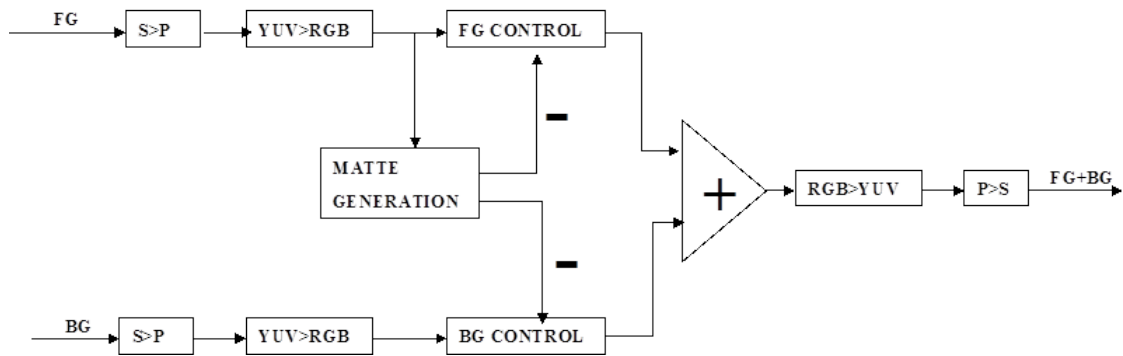 FG
S>P
YUV>RGB
FG CONTROL
-
MATTE
GENERATION
+
RGB>YUV
P>S
FG+BG
-
BG
S>P
YUV>RGB
BG CONTROL